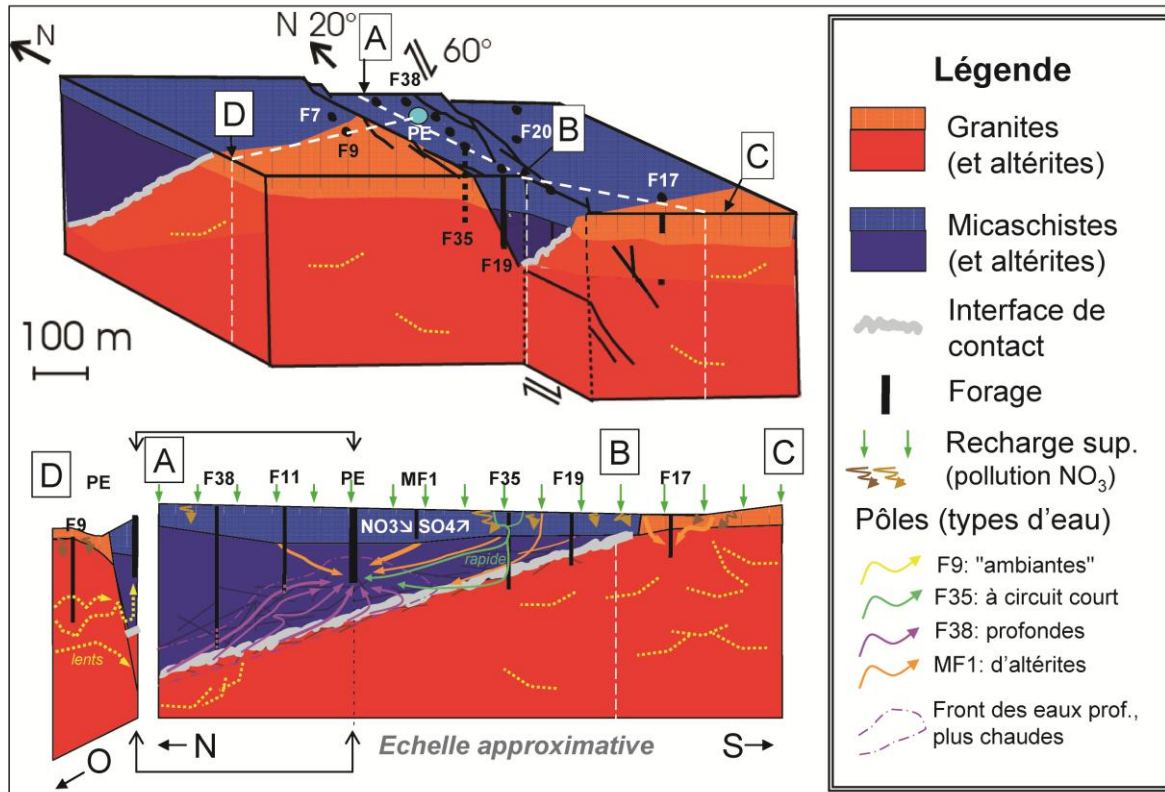 N
N 20°
A
60°
F38
D
F7
F9
PE
F20
B
C
F17
F35
F19
100 m
D
PE
F9
lents
O
A
F38
F11
PE
MF1
F35
F19
B
F17
C
NO3↘ SO4↗
rapide
N
Echelle approximative
S
Légende
Granites
(et altérites)
Micaschistes
(et altérites)
Interface de
contact
Forage
Recharge sup.
(pollution NO₃)
Pôles (types d'eau)
F9: "ambiantes"
F35: à circuit court
F38: profondes
MF1: d'altérites
Front des eaux prof.,
plus chaudes